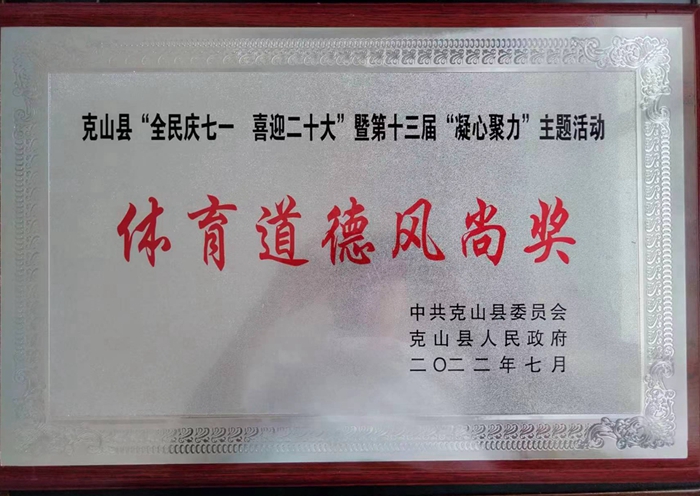 克山县“全民庆七一 喜迎二十大”暨第十三届“凝心聚力”主题活动
体育道德风尚奖
中共克山县委员会
克山县人民政府
二〇二二年七月